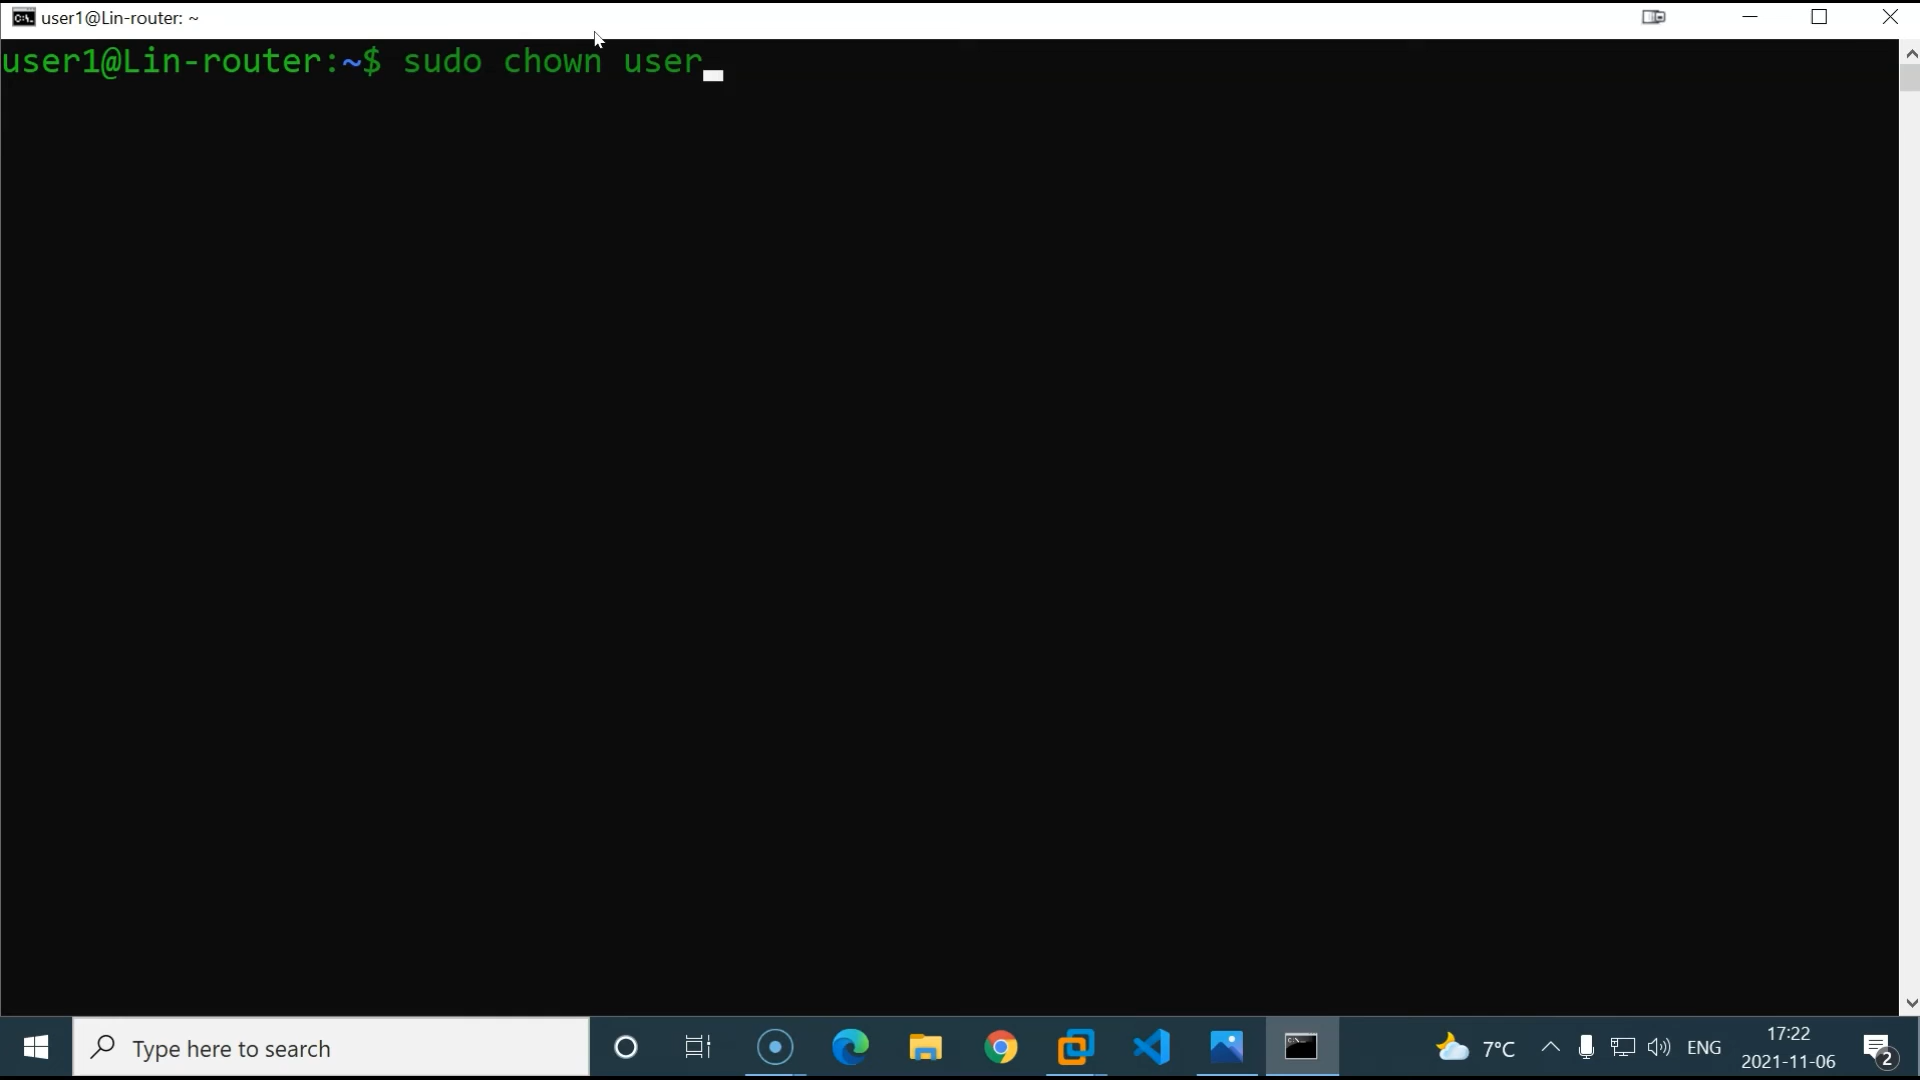 user1@Lin-router: ~
user1@Lin-router:~$ sudo chown user
Type here to search
7°C
ENG
17:22
2021-11-06
2